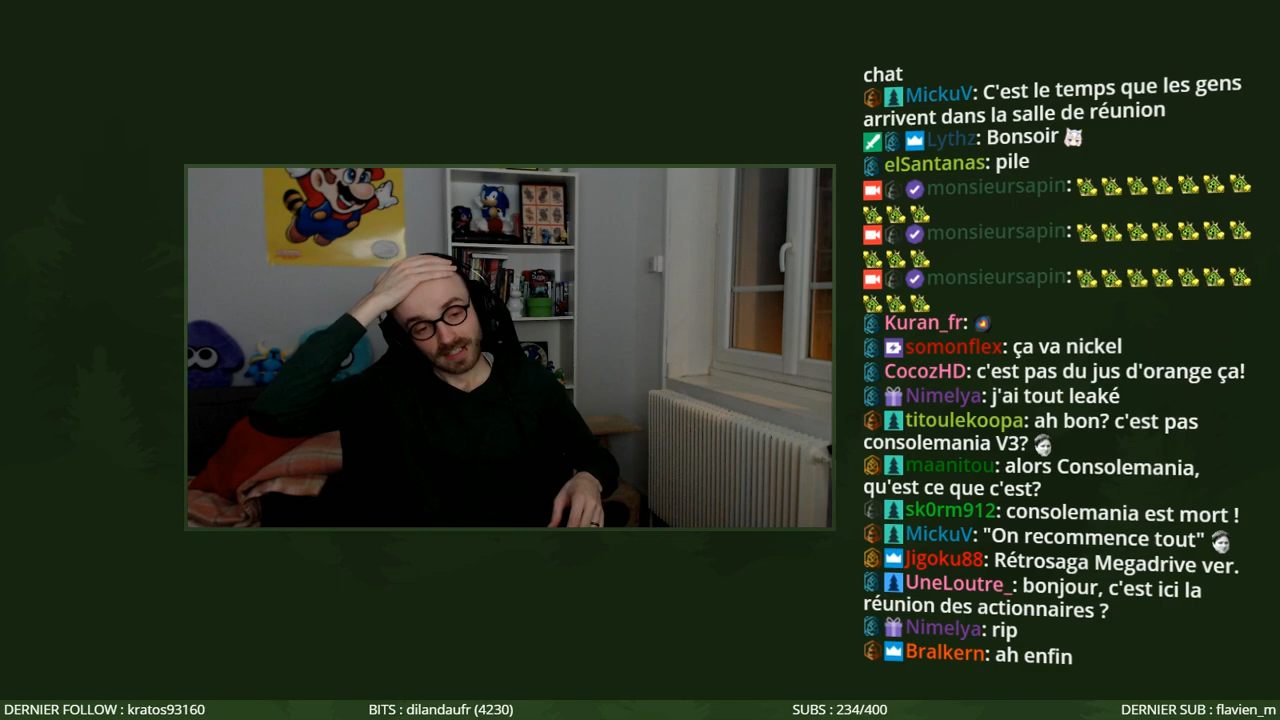 chat
MickuV: C'est le temps que les gens
arrivent dans la salle de réunion
Lythz: Bonsoir
elSantanas: pile
monsieursapin:
monsieursapin:
monsieursapin:
Kuran_fr:
somonflex: ça va nickel
CocozHD: c'est pas du jus d'orange ça!
Nimelya: j'ai tout leaké
titoulekoopa: ah bon? c'est pas
consolemania V3?
maanitou: alors Consolemania,
qu'est ce que c'est?
sk0rm912: consolemania est mort !
MickuV: "On recommence tout"
Jigoku88: Rétrosaga Megadrive ver.
UneLoutre_: bonjour, c'est ici la
réunion des actionnaires ?
Nimelya: rip
Bralkern: ah enfin
DERNIER FOLLOW : kratos93160
BITS : dilandaufr (4230)
SUBS : 234/400
DERNIER SUB : flavien_m